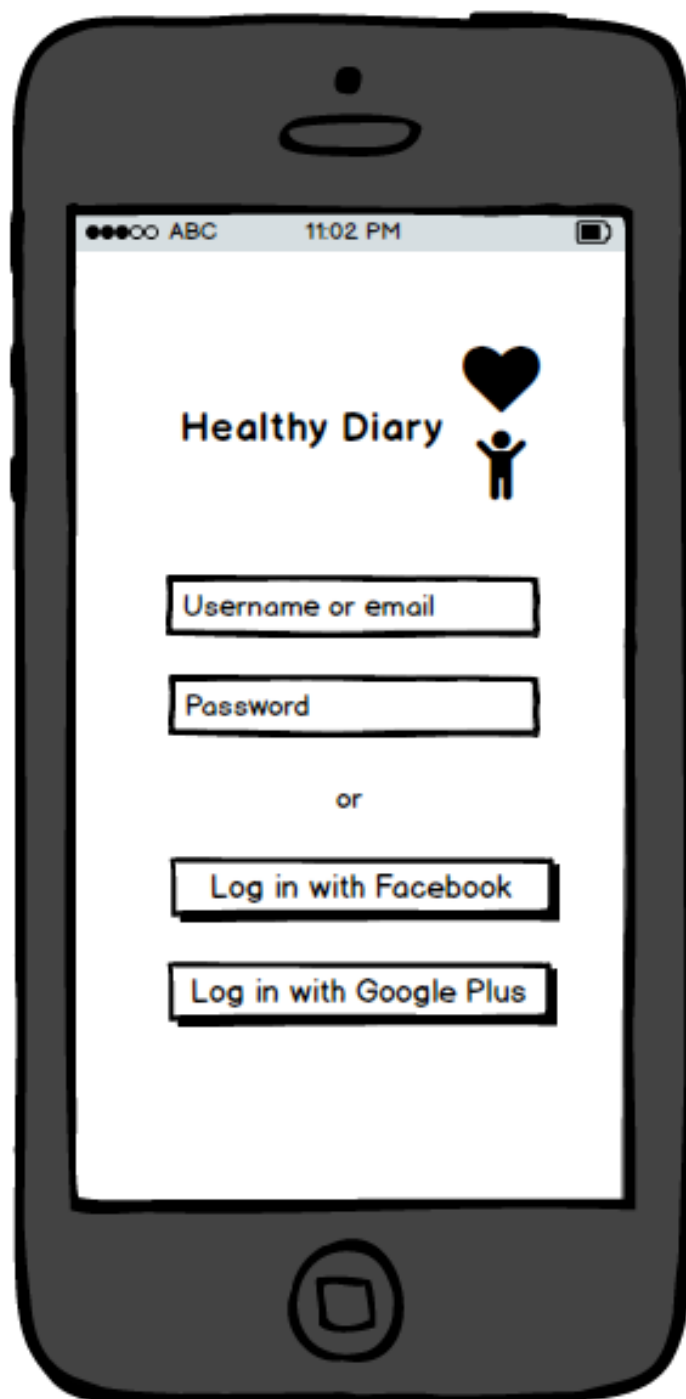 ABC 11:02 PM
Healthy Diary
Username or email
Password
or
Log in with Facebook
Log in with Google Plus